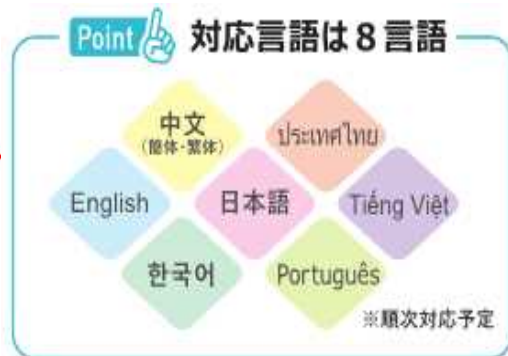 Point 対応言語は8言語
中文
(簡体・繁体)
ประเทศไทย
English
日本語
Tiếng Việt
한국어
Português
※順次対応予定